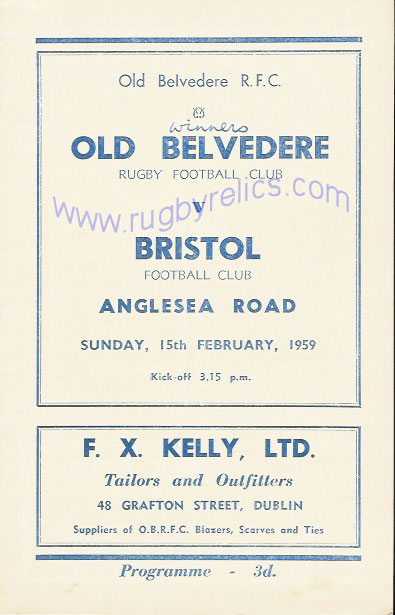 Old Belvedere R.F.C.
winners
OLD BELVEDERE
RUGBY FOOTBALL CLUB
www.rugbyrelics.com
v
BRISTOL
FOOTBALL CLUB
ANGLESEA ROAD
SUNDAY, 15th FEBRUARY, 1959
Kick-off 3.15 p.m.
F. X. KELLY, LTD.
Tailors and Outfitters
48 GRAFTON STREET, DUBLIN
Suppliers of O.B.R.F.C. Blazers, Scarves and Ties
Programme - 3d.